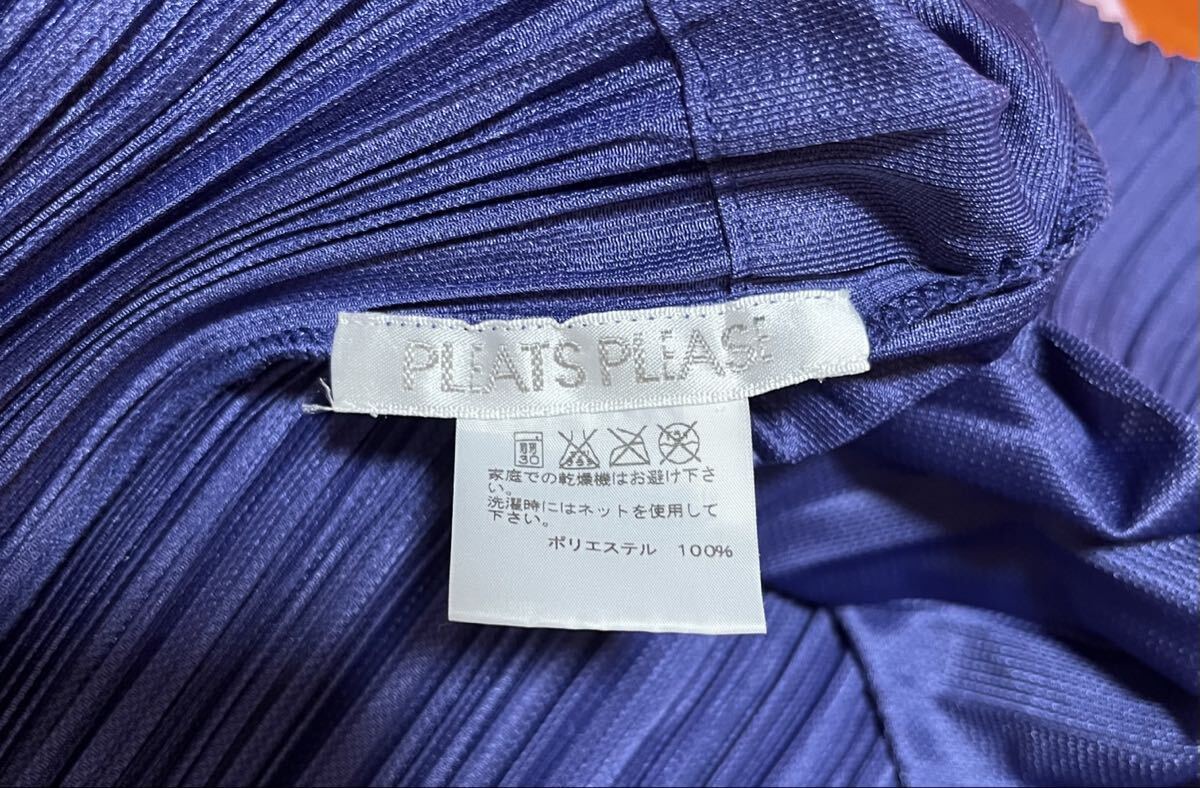 PLEATS PLEASE
30
家庭での乾燥機はお避け下さ
い。
洗濯時にはネットを使用して
下さい。
ポリエステル 100%